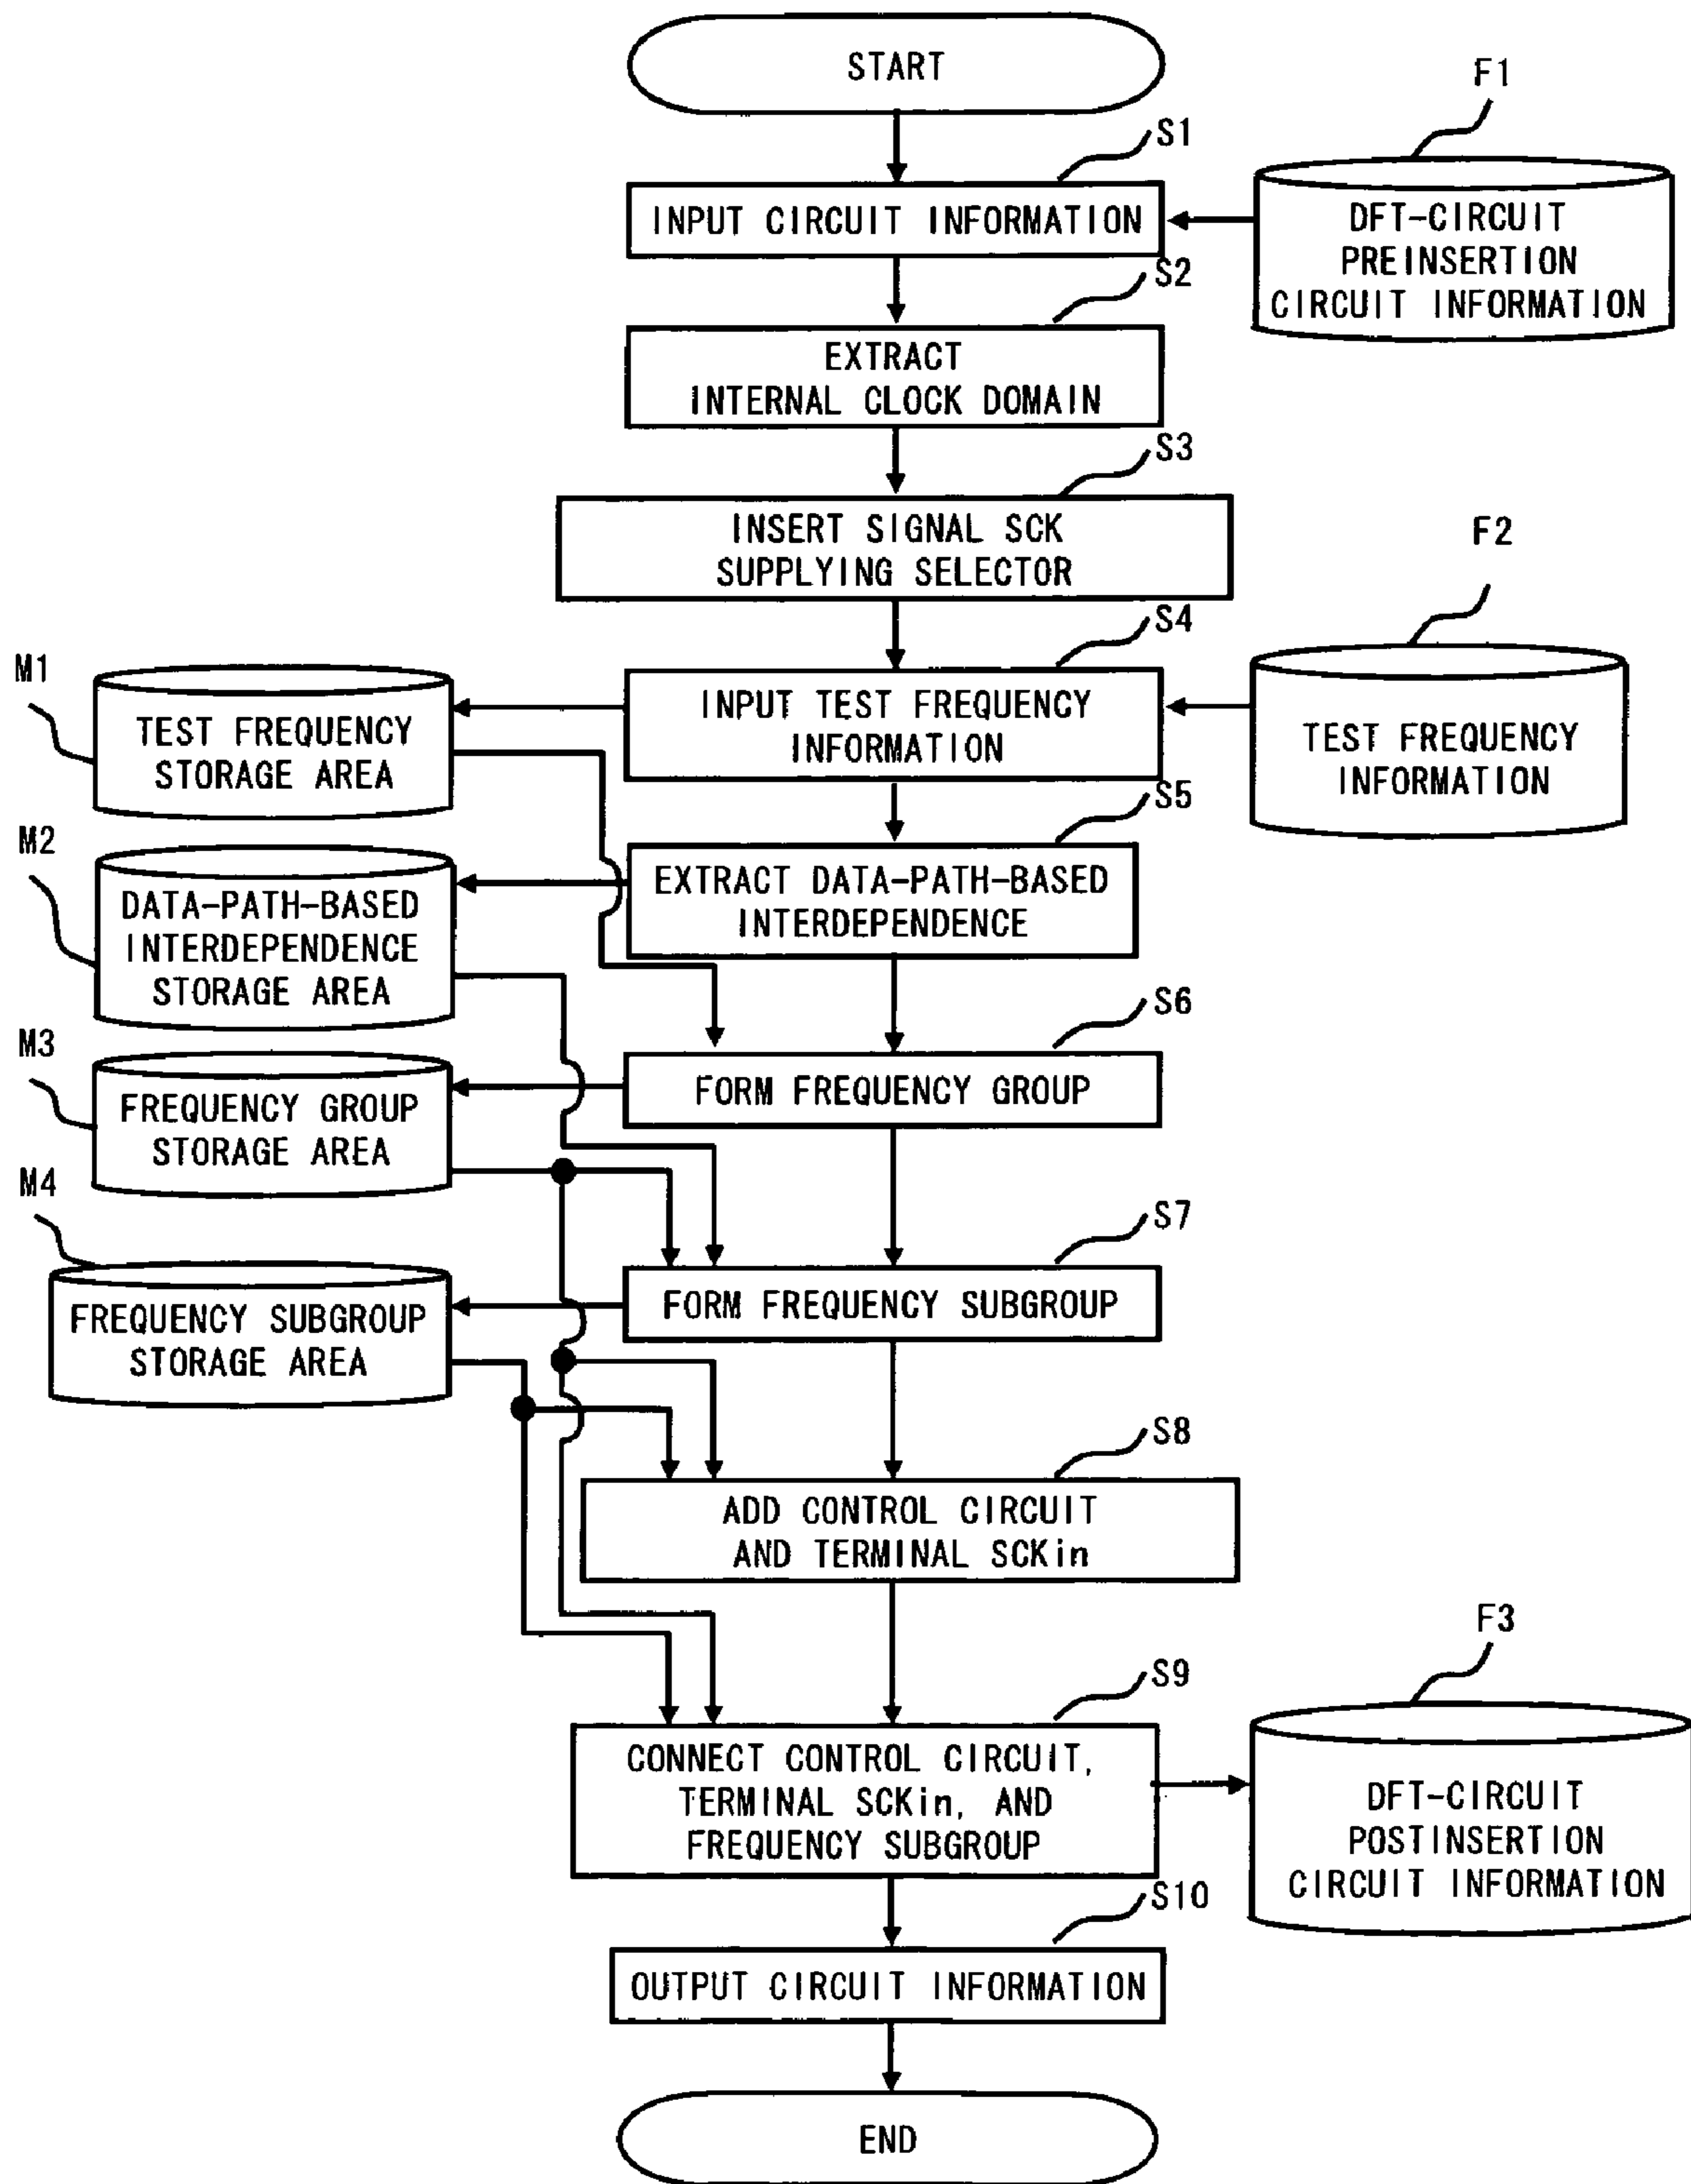 START
F1
S1
INPUT CIRCUIT INFORMATION
DFT-CIRCUIT
PREINSERTION
CIRCUIT INFORMATION
S2
EXTRACT
INTERNAL CLOCK DOMAIN
S3
INSERT SIGNAL SCK
SUPPLYING SELECTOR
F2
S4
M1
INPUT TEST FREQUENCY
INFORMATION
TEST FREQUENCY
STORAGE AREA
TEST FREQUENCY
INFORMATION
S5
M2
EXTRACT DATA-PATH-BASED
INTERDEPENDENCE
DATA-PATH-BASED
INTERDEPENDENCE
STORAGE AREA
S6
M3
FORM FREQUENCY GROUP
FREQUENCY GROUP
STORAGE AREA
M4
S7
FORM FREQUENCY SUBGROUP
FREQUENCY SUBGROUP
STORAGE AREA
S8
ADD CONTROL CIRCUIT
AND TERMINAL SCKin
F3
S9
CONNECT CONTROL CIRCUIT,
TERMINAL SCKin, AND
FREQUENCY SUBGROUP
DFT-CIRCUIT
POSTINSERTION
CIRCUIT INFORMATION
S10
OUTPUT CIRCUIT INFORMATION
END